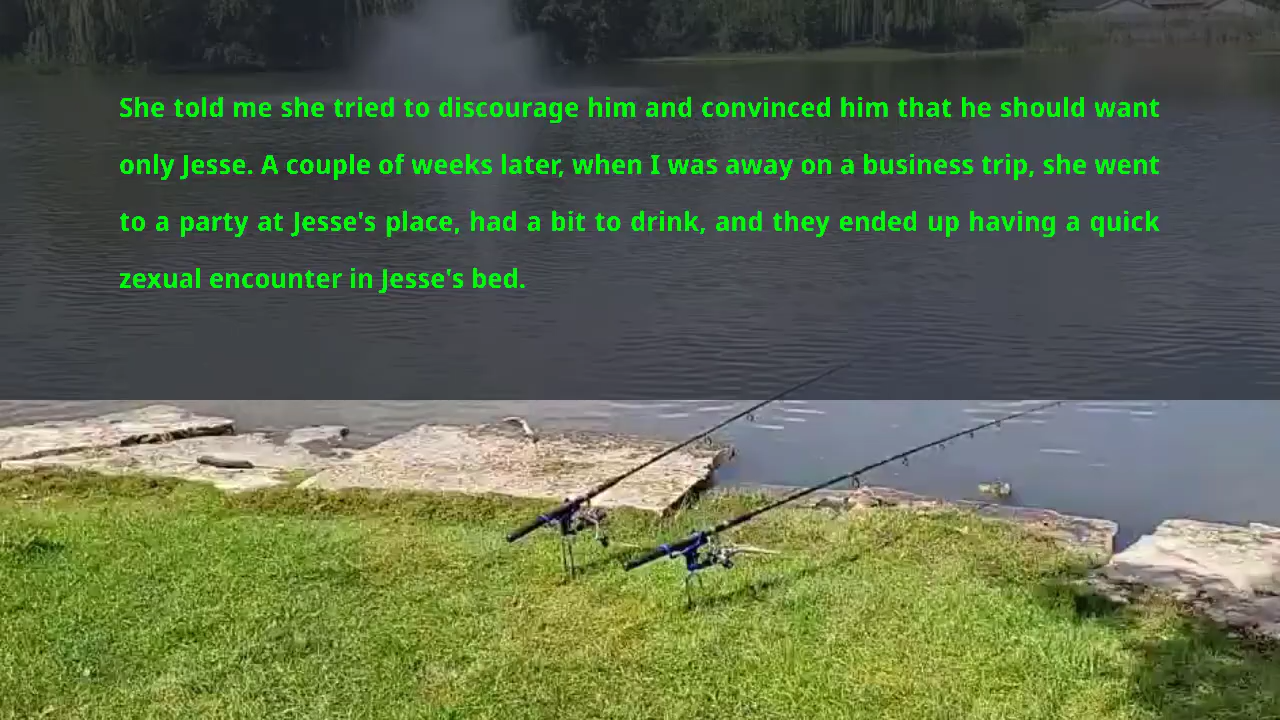 She told me she tried to discourage him and convinced him that he should want
only Jesse. A couple of weeks later, when I was away on a business trip, she went
to a party at Jesse's place, had a bit to drink, and they ended up having a quick
zexual encounter in Jesse's bed.